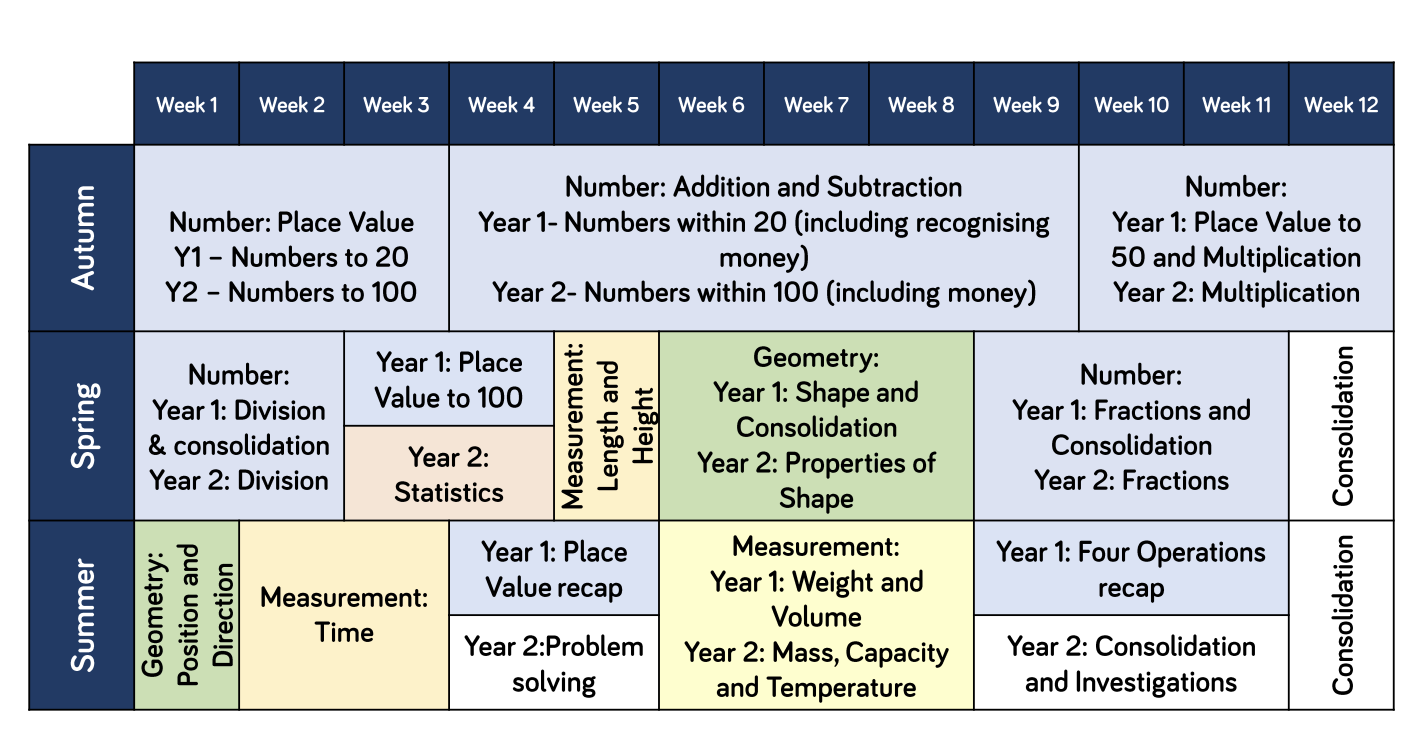 Week 1
Week 2
Week 3
Week 4
Week 5
Week 6
Week 7
Week 8
Week 9
Week 10
Week 11
Week 12
Autumn
Number: Place Value
Y1 – Numbers to 20
Y2 – Numbers to 100
Number: Addition and Subtraction
Year 1- Numbers within 20 (including recognising
money)
Year 2- Numbers within 100 (including money)
Number:
Year 1: Place Value to
50 and Multiplication
Year 2: Multiplication
Spring
Number:
Year 1: Division
& consolidation
Year 2: Division
Year 1: Place
Value to 100
Year 2:
Statistics
Measurement:
Length and
Height
Geometry:
Year 1: Shape and
Consolidation
Year 2: Properties of
Shape
Number:
Year 1: Fractions and
Consolidation
Year 2: Fractions
Consolidation
Summer
Geometry:
Position and
Direction
Measurement:
Time
Year 1: Place
Value recap
Year 2:Problem
solving
Measurement:
Year 1: Weight and
Volume
Year 2: Mass, Capacity
and Temperature
Year 1: Four Operations
recap
Year 2: Consolidation
and Investigations
Consolidation